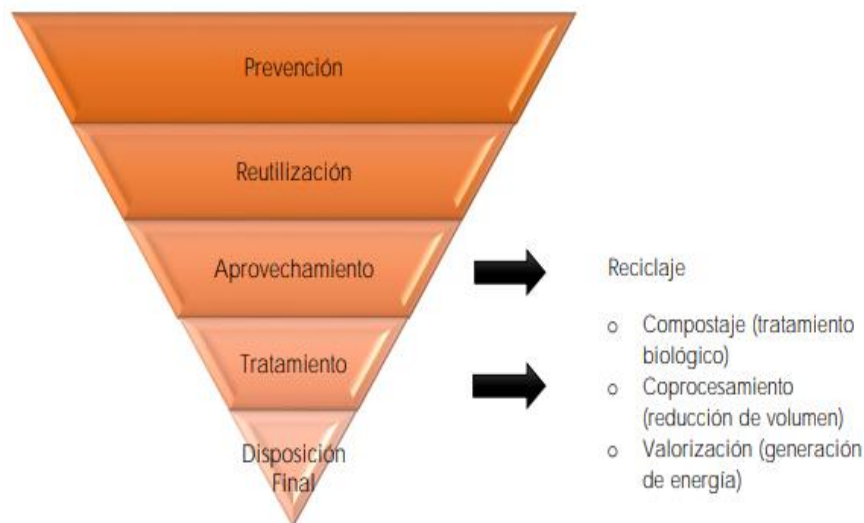 Prevención
Reutilización
Aprovechamiento
Reciclaje
Tratamiento
o Compostaje (tratamiento
biológico)
o Coprocesamiento
(reducción de volumen)
o Valorización (generación
de energía)
Disposición
Final